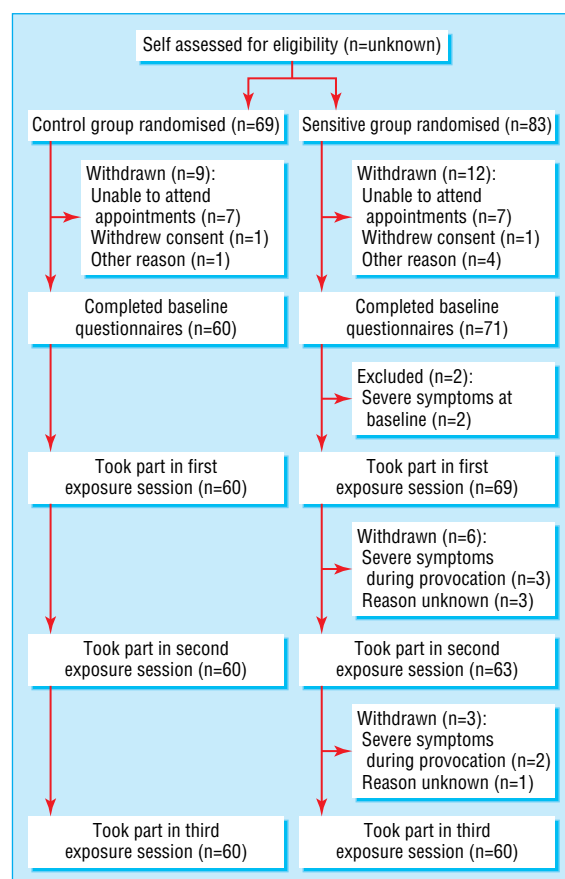 Self assessed for eligibility (n=unknown)
Control group randomised (n=69)
Sensitive group randomised (n=83)
Withdrawn (n=9):
Unable to attend
appointments (n=7)
Withdrew consent (n=1)
Other reason (n=1)
Withdrawn (n=12):
Unable to attend
appointments (n=7)
Withdrew consent (n=1)
Other reason (n=4)
Completed baseline
questionnaires (n=60)
Completed baseline
questionnaires (n=71)
Excluded (n=2):
Severe symptoms at
baseline (n=2)
Took part in first
exposure session (n=60)
Took part in first
exposure session (n=69)
Withdrawn (n=6):
Severe symptoms
during provocation (n=3)
Reason unknown (n=3)
Took part in second
exposure session (n=60)
Took part in second
exposure session (n=63)
Withdrawn (n=3):
Severe symptoms
during provocation (n=2)
Reason unknown (n=1)
Took part in third
exposure session (n=60)
Took part in third
exposure session (n=60)